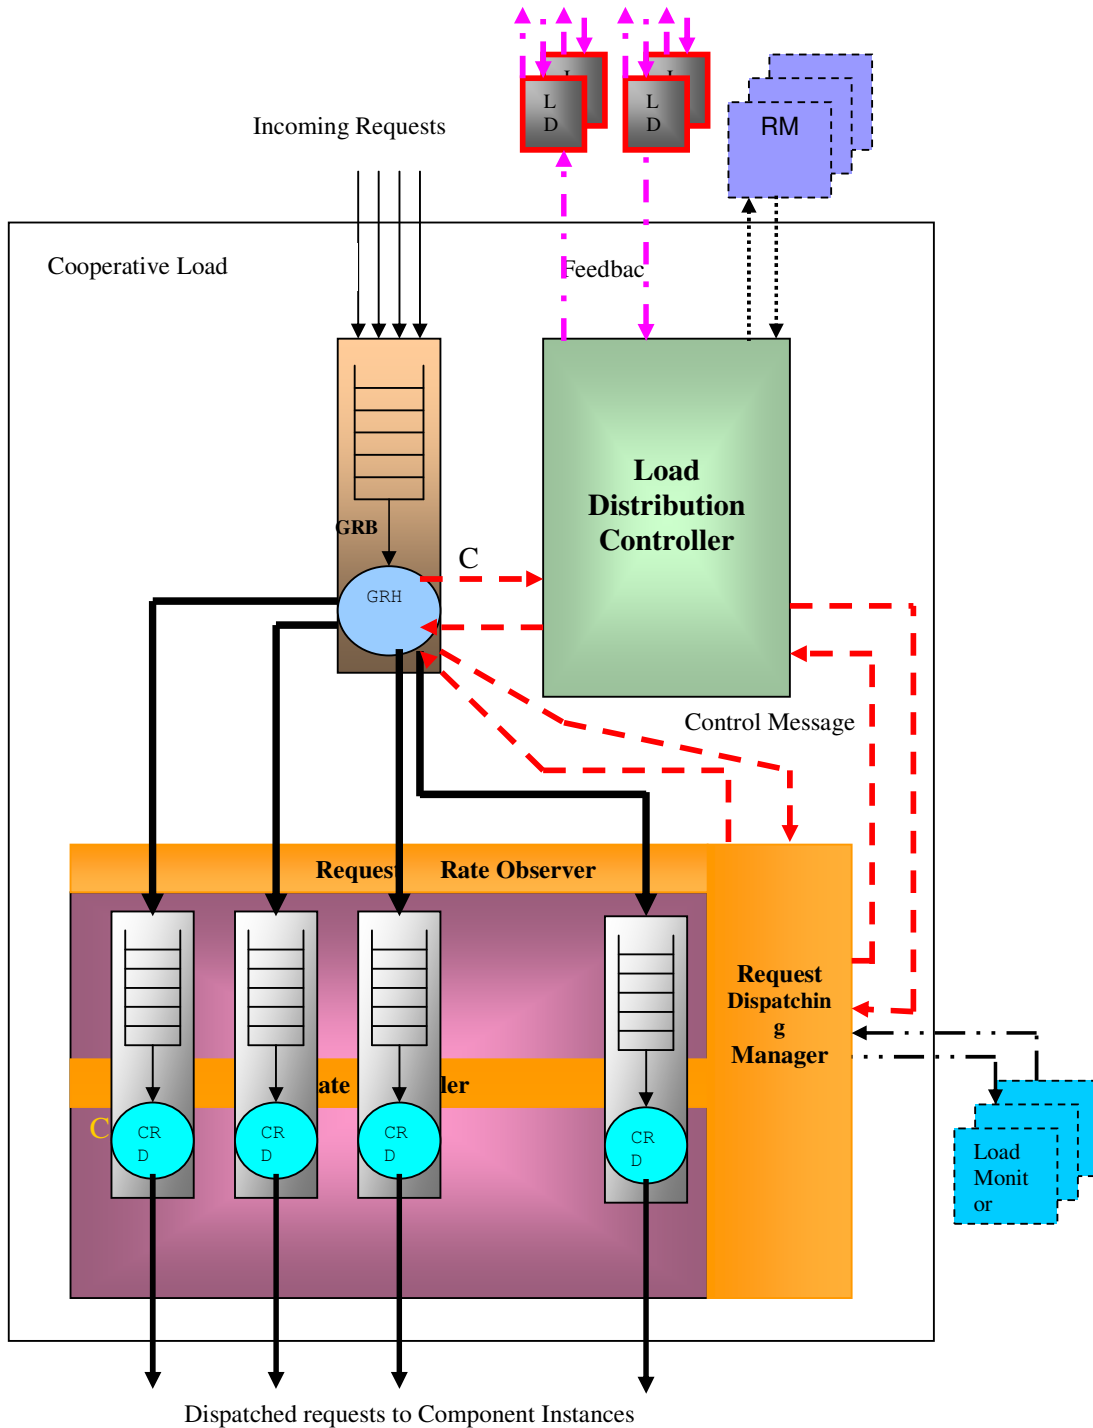 L
D
L
D
Incoming Requests
RM
Cooperative Load
Feedbac
Load
Distribution
Controller
GRB
C
GRH
Control Message
Request Rate Observer
Request
Dispatchin
g
Manager
ate ler
C
CR
D
CR
D
CR
D
CR
D
Load
Monit
or
Dispatched requests to Component Instances